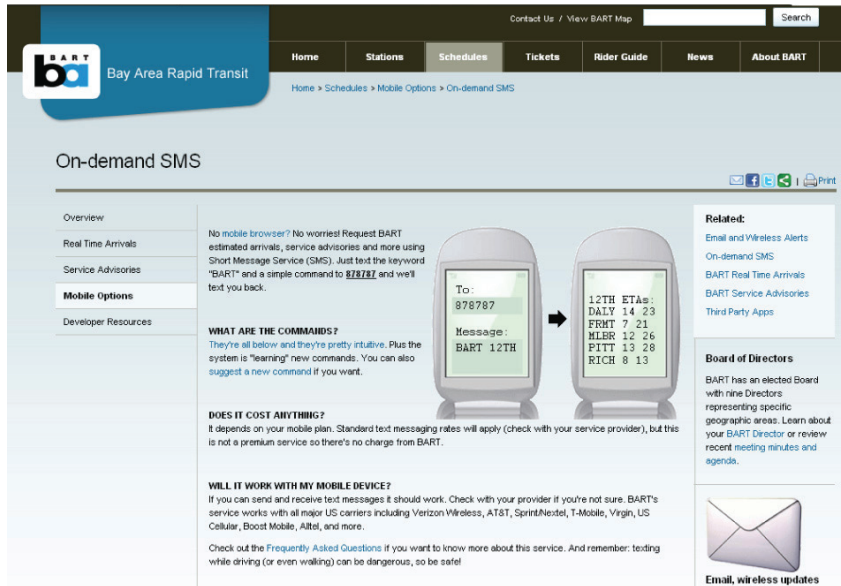 Contact Us / View BART Map
Search
BART
ba
Bay Area Rapid Transit
Home
Stations
Schedules
Tickets
Rider Guide
News
About BART
Home » Schedules » Mobile Options » On-demand SMS
On-demand SMS
Print
Overview
Real Time Arrivals
Service Advisories
Mobile Options
Developer Resources
No mobile browser? No worries! Request BART
estimated arrivals, service advisories and more using
Short Message Service (SMS). Just text the keyword
"BART" and a simple command to 878787 and we'll
text you back.
WHAT ARE THE COMMANDS?
They're all below and they're pretty intuitive. Plus the
system is "learning" new commands. You can also
suggest a new command if you want.
To:
878787
Message:
BART 12TH
12TH ETAs:
DALY 14 23
FRMT 7 21
MLBR 12 26
PITT 13 28
RICH 8 13
DOES IT COST ANYTHING?
It depends on your mobile plan. Standard text messaging rates will apply (check with your service provider), but this
is not a premium service so there's no charge from BART.
WILL IT WORK WITH MY MOBILE DEVICE?
If you can send and receive text messages it should work. Check with your provider if you're not sure. BART's
service works with all major US carriers including Verizon Wireless, AT&T, Sprint/Nextel, T-Mobile, Virgin, US
Cellular, Boost Mobile, Alltel, and more.
Check out the Frequently Asked Questions if you want to know more about this service. And remember: texting
while driving (or even walking) can be dangerous, so be safe!
Related:
Email and Wireless Alerts
On-demand SMS
BART Real Time Arrivals
BART Service Advisories
Third Party Apps
Board of Directors
BART has an elected Board
with nine Directors
representing specific
geographic areas. Learn about
your BART Director or review
recent meeting minutes and
agenda.
Email, wireless updates